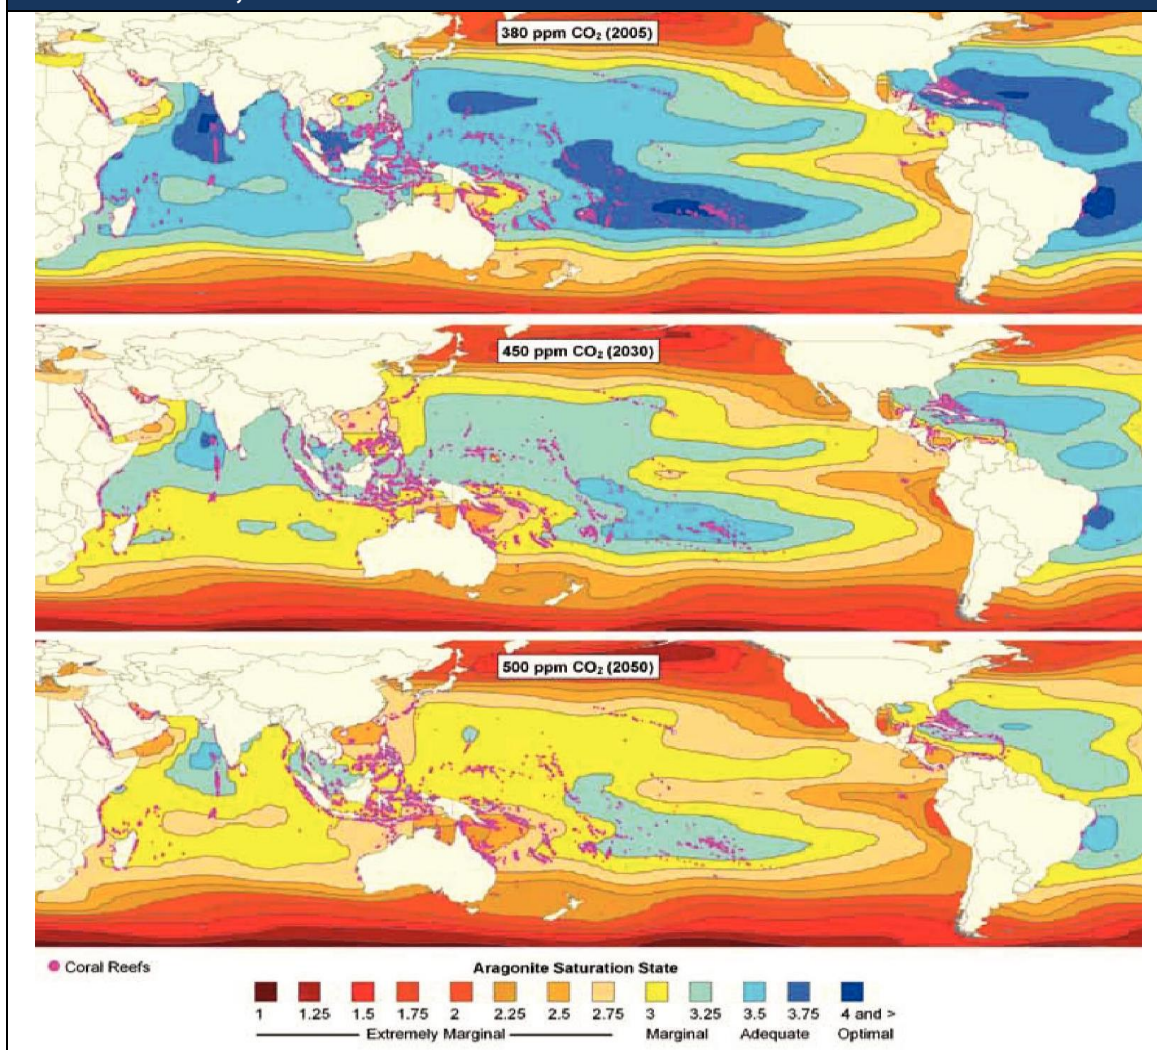 380 ppm CO₂ (2005)
450 ppm CO₂ (2030)
500 ppm CO₂ (2050)
Coral Reefs
Aragonite Saturation State
1 1.25 1.5 1.75 2 2.25 2.5 2.75 3 3.25 3.5 3.75 4 and >
Extremely Marginal Marginal Adequate Optimal